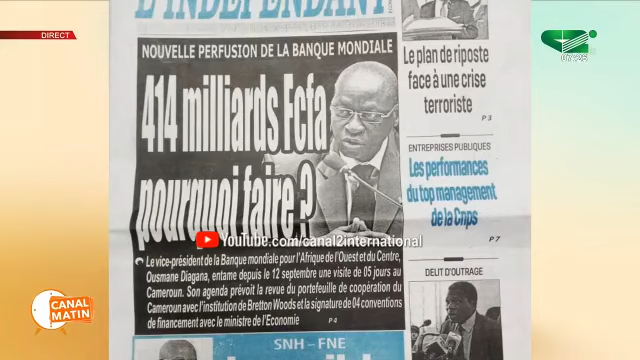 DIRECT
L'INDÉPENDANT
NOUVELLE PERFUSION DE LA BANQUE MONDIALE
414 milliards Fcfa
pourquoi faire ?
YouTube.com/canal2international
Le vice-président de la Banque mondiale pour l'Afrique de l'Ouest et du Centre,
Ousmane Diagana, entame depuis le 12 septembre une visite de 05 jours au
Cameroun. Son agenda prévoit la revue du portefeuille de coopération du
Cameroun avec l'institution de Bretton Woods et la signature de 04 conventions
de financement avec le ministre de l'Economie P 4
Le plan de riposte
face à une crise
terroriste
P 3
ENTREPRISES PUBLIQUES
Les performances
du top management
de la Cnps
P 7
DELIT D'OUTRAGE
SNH – FNE
CANAL
MATIN